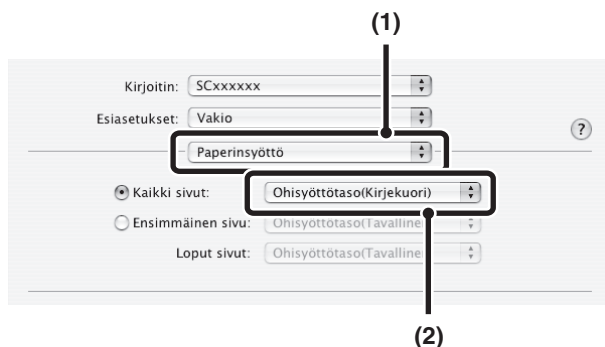 (1)
Kirjoitin: SCxxxxxx
Esiasetukset: Vakio
?
Paperinsyöttö
Kaikki sivut: Ohisyöttötaso(Kirjekuori)
Ensimmäinen sivu: Ohisyöttötaso(Tavalline
Loput sivut: Ohisyöttötaso(Tavalline
(2)